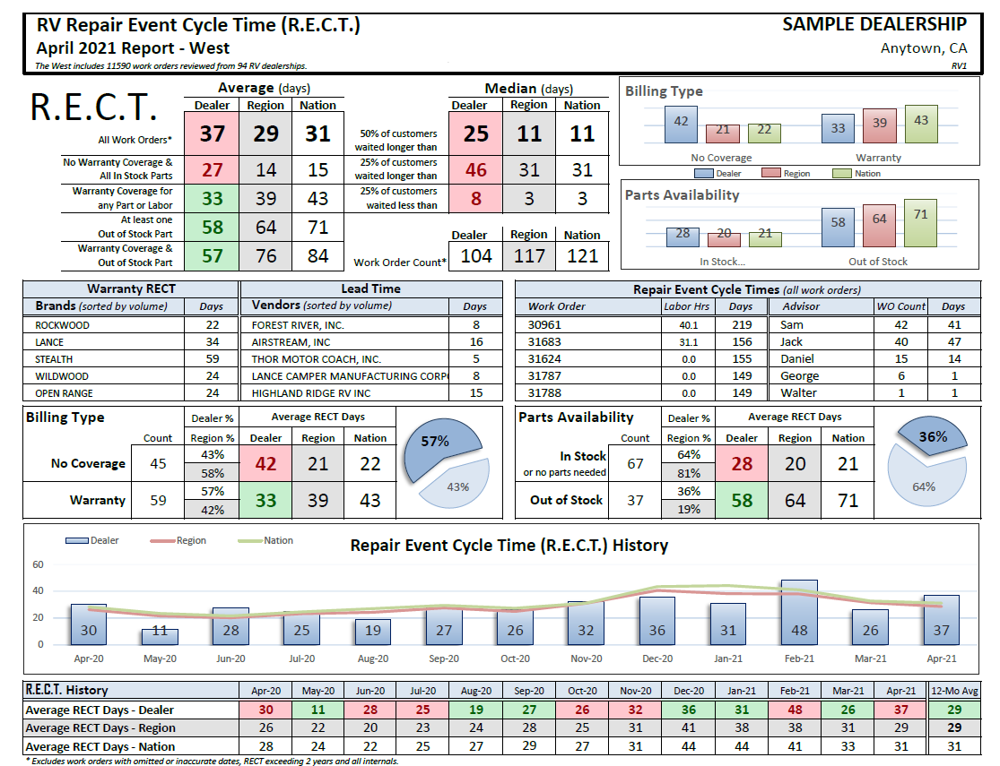 RV Repair Event Cycle Time (R.E.C.T.)
SAMPLE DEALERSHIP
April 2021 Report - West
Anytown, CA
The West includes 11590 work orders reviewed from 94 RV dealerships.
RV1
R.E.C.T.
Average (days)
Dealer Region Nation
All Work Orders* 37 29 31
No Warranty Coverage &
All In Stock Parts 27 14 15
Warranty Coverage for
any Part or Labor 33 39 43
At least one
Out of Stock Part 58 64 71
Warranty Coverage &
Out of Stock Part 57 76 84
Median (days)
Dealer Region Nation
50% of customers
waited longer than 25 11 11
25% of customers
waited longer than 46 31 31
25% of customers
waited less than 8 3 3
Dealer Region Nation
Work Order Count* 104 117 121
Billing Type
42 21 22 33 39 43
No Coverage Warranty
Dealer Region Nation
Parts Availability
28 20 21 58 64 71
In Stock... Out of Stock
Warranty RECT Lead Time
Brands (sorted by volume) Days Vendors (sorted by volume) Days
ROCKWOOD 22 FOREST RIVER, INC. 8
LANCE 34 AIRSTREAM, INC 16
STEALTH 59 THOR MOTOR COACH, INC. 5
WILDWOOD 24 LANCE CAMPER MANUFACTURING CORP 8
OPEN RANGE 24 HIGHLAND RIDGE RV INC 15
Repair Event Cycle Times (all work orders)
Work Order Labor Hrs Days Advisor WO Count Days
30961 40.1 219 Sam 42 41
31683 31.1 156 Jack 40 47
31624 0.0 155 Daniel 15 14
31787 0.0 149 George 6 1
31788 0.0 149 Walter 1 1
Billing Type Dealer % Average RECT Days
Count Region % Dealer Region Nation
No Coverage 45 43% 58% 42 21 22
Warranty 59 57% 42% 33 39 43
57%
43%
Parts Availability Dealer % Average RECT Days
Count Region % Dealer Region Nation
In Stock
or no parts needed 67 64% 81% 28 20 21
Out of Stock 37 36% 19% 58 64 71
36%
64%
Dealer Region Nation
Repair Event Cycle Time (R.E.C.T.) History
60
40
20
0
30 11 28 25 19 27 26 32 36 31 48 26 37
Apr-20 May-20 Jun-20 Jul-20 Aug-20 Sep-20 Oct-20 Nov-20 Dec-20 Jan-21 Feb-21 Mar-21 Apr-21
R.E.C.T. History Apr-20 May-20 Jun-20 Jul-20 Aug-20 Sep-20 Oct-20 Nov-20 Dec-20 Jan-21 Feb-21 Mar-21 Apr-21 12-Mo Avg
Average RECT Days - Dealer 30 11 28 25 19 27 26 32 36 31 48 26 37 29
Average RECT Days - Region 26 22 20 23 24 28 25 31 41 38 38 31 29 29
Average RECT Days - Nation 28 24 22 25 27 29 27 31 44 44 41 33 31 31
* Excludes work orders with omitted or inaccurate dates, RECT exceeding 2 years and all internals.